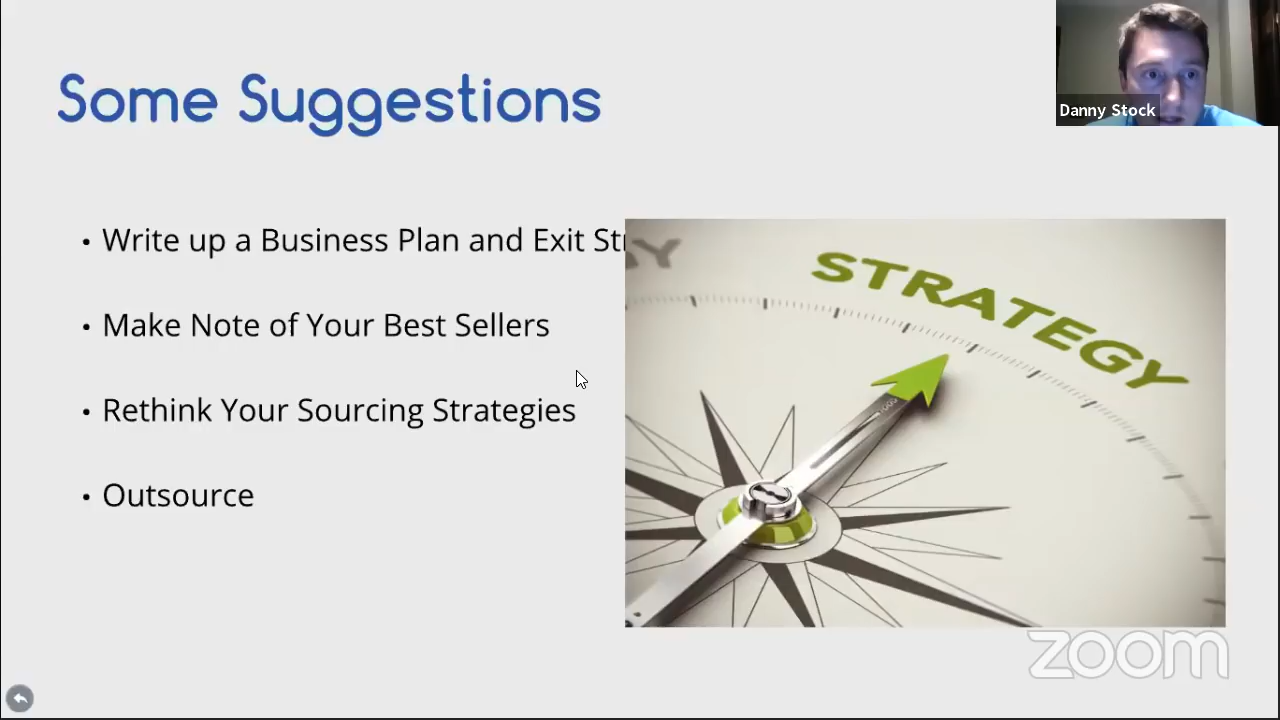 Some Suggestions
Danny Stock
• Write up a Business Plan and Exit
• Make Note of Your Best Sellers
• Rethink Your Sourcing Strategies
• Outsource
STRATEGY
zoom